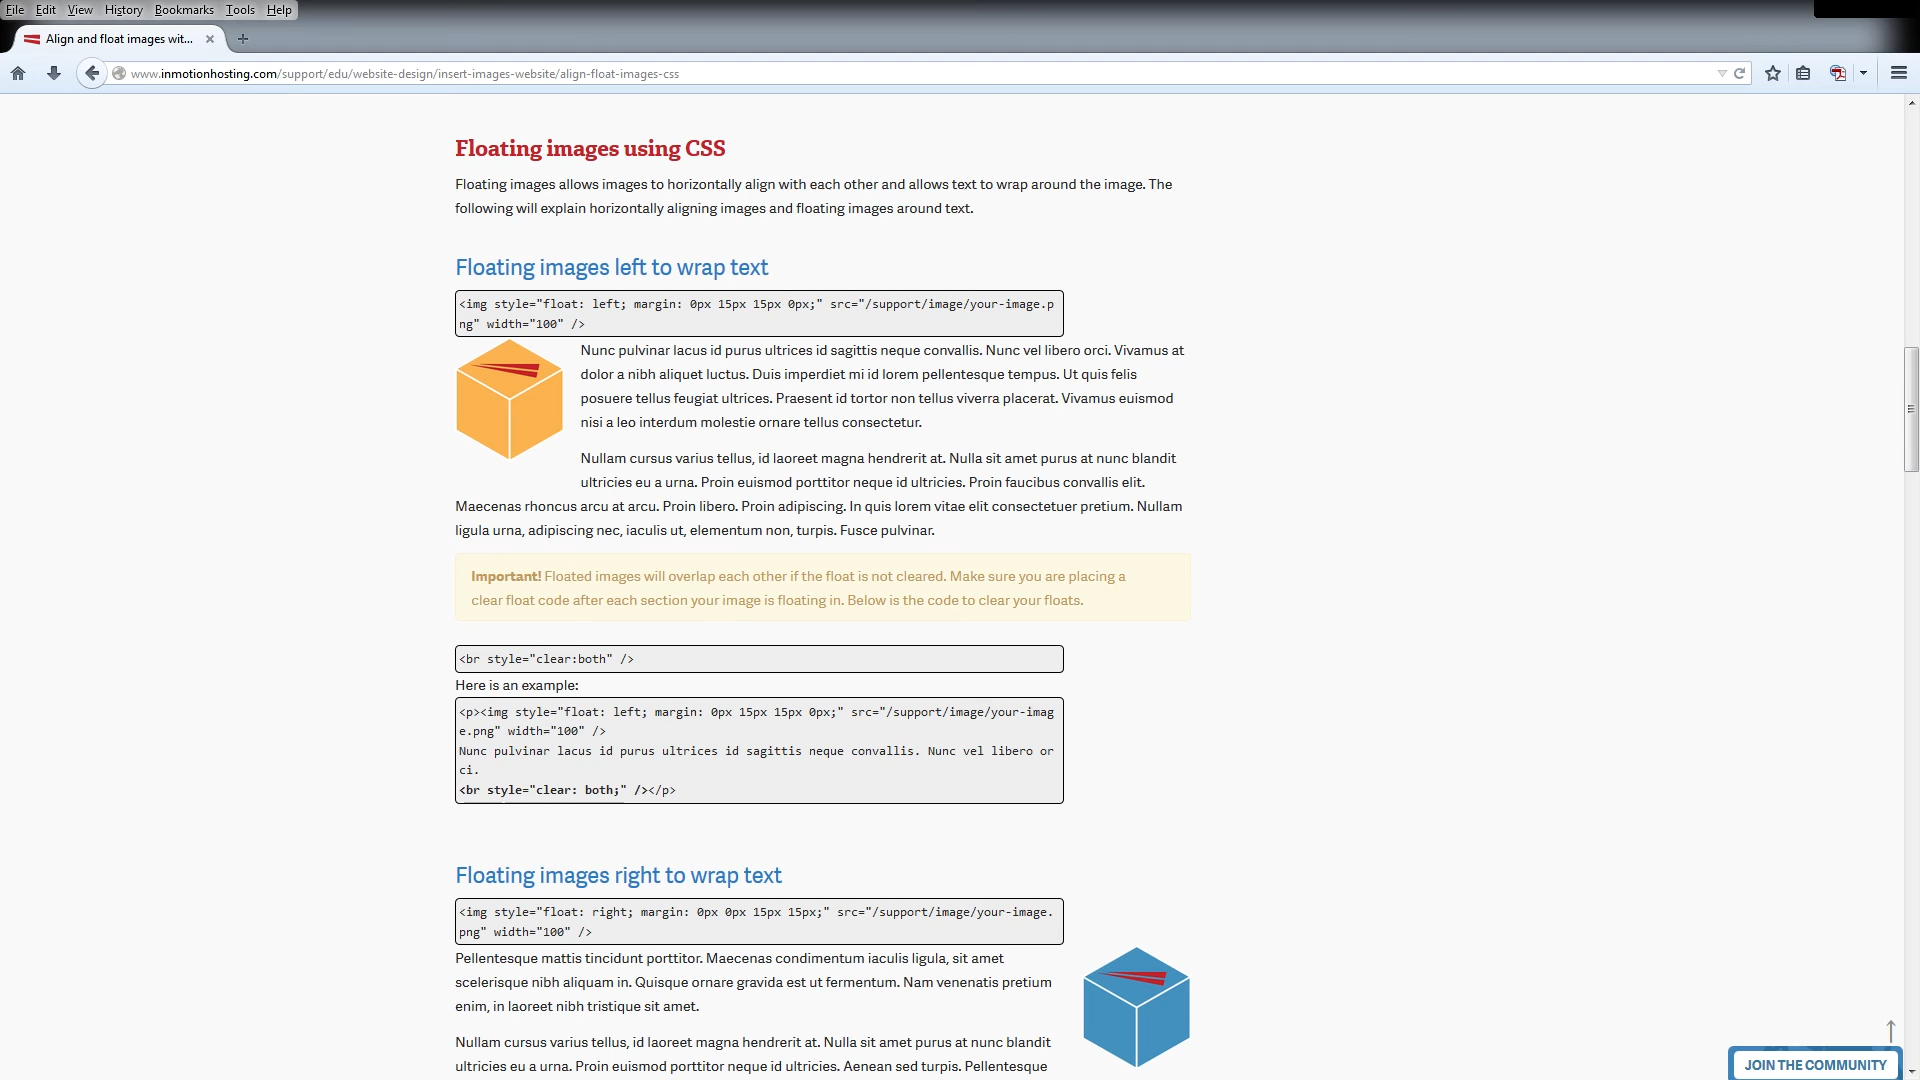 File Edit View History Bookmarks Tools Help
Align and float images wit...
www.inmotionhosting.com/support/edu/website-design/insert-images-website/align-float-images-css
Floating images using CSS
Floating images allows images to horizontally align with each other and allows text to wrap around the image. The
following will explain horizontally aligning images and floating images around text.
Floating images left to wrap text
<img style="float: left; margin: 0px 15px 15px 0px;" src="/support/image/your-image.p
ng" width="100" />
Nunc pulvinar lacus id purus ultrices id sagittis neque convallis. Nunc vel libero orci. Vivamus at
dolor a nibh aliquet luctus. Duis imperdiet mi id lorem pellentesque tempus. Ut quis felis
posuere tellus feugiat ultrices. Praesent id tortor non tellus viverra placerat. Vivamus euismod
nisi a leo interdum molestie ornare tellus consectetur.
Nullam cursus varius tellus, id laoreet magna hendrerit at. Nulla sit amet purus at nunc blandit
ultricies eu a urna. Proin euismod porttitor neque id ultricies. Proin faucibus convallis elit.
Maecenas rhoncus arcu at arcu. Proin libero. Proin adipiscing. In quis lorem vitae elit consectetuer pretium. Nullam
ligula urna, adipiscing nec, iaculis ut, elementum non, turpis. Fusce pulvinar.
Important! Floated images will overlap each other if the float is not cleared. Make sure you are placing a
clear float code after each section your image is floating in. Below is the code to clear your floats.
<br style="clear:both" />
Here is an example:
<p><img style="float: left; margin: 0px 15px 15px 0px;" src="/support/image/your-imag
e.png" width="100" />
Nunc pulvinar lacus id purus ultrices id sagittis neque convallis. Nunc vel libero or
ci.
<br style="clear: both;" /></p>
Floating images right to wrap text
<img style="float: right; margin: 0px 0px 15px 15px;" src="/support/image/your-image.
png" width="100" />
Pellentesque mattis tincidunt porttitor. Maecenas condimentum iaculis ligula, sit amet
scelerisque nibh aliquam in. Quisque ornare gravida est ut fermentum. Nam venenatis pretium
enim, in laoreet nibh tristique sit amet.
Nullam cursus varius tellus, id laoreet magna hendrerit at. Nulla sit amet purus at nunc blandit
ultricies eu a urna. Proin euismod porttitor neque id ultricies. Aenean sed turpis. Pellentesque
JOIN THE COMMUNITY